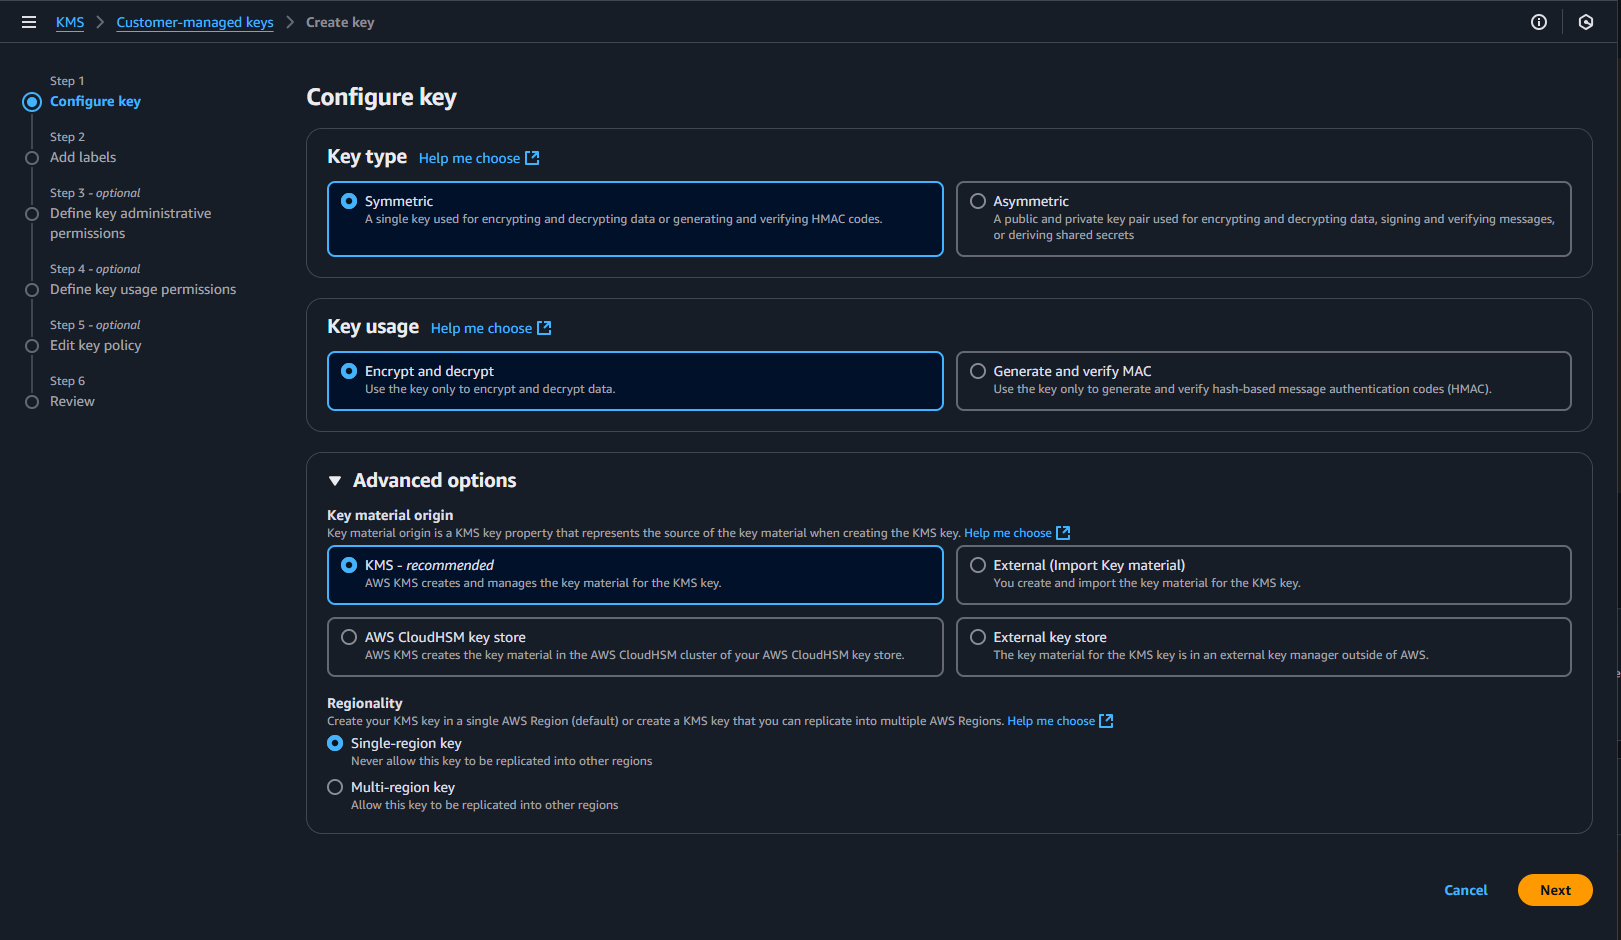 KMS > Customer-managed keys > Create key
Step 1
Configure key
Step 2
Add labels
Step 3 - optional
Define key administrative
permissions
Step 4 - optional
Define key usage permissions
Step 5 - optional
Edit key policy
Step 6
Review
Configure key
Key type Help me choose
Symmetric
A single key used for encrypting and decrypting data or generating and verifying HMAC codes.
Asymmetric
A public and private key pair used for encrypting and decrypting data, signing and verifying messages,
or deriving shared secrets
Key usage Help me choose
Encrypt and decrypt
Use the key only to encrypt and decrypt data.
Generate and verify MAC
Use the key only to generate and verify hash-based message authentication codes (HMAC).
Advanced options
Key material origin
Key material origin is a KMS key property that represents the source of the key material when creating the KMS key. Help me choose
KMS - recommended
AWS KMS creates and manages the key material for the KMS key.
External (Import Key material)
You create and import the key material for the KMS key.
AWS CloudHSM key store
AWS KMS creates the key material in the AWS CloudHSM cluster of your AWS CloudHSM key store.
External key store
The key material for the KMS key is in an external key manager outside of AWS.
Regionality
Create your KMS key in a single AWS Region (default) or create a KMS key that you can replicate into multiple AWS Regions. Help me choose
Single-region key
Never allow this key to be replicated into other regions
Multi-region key
Allow this key to be replicated into other regions
Cancel
Next